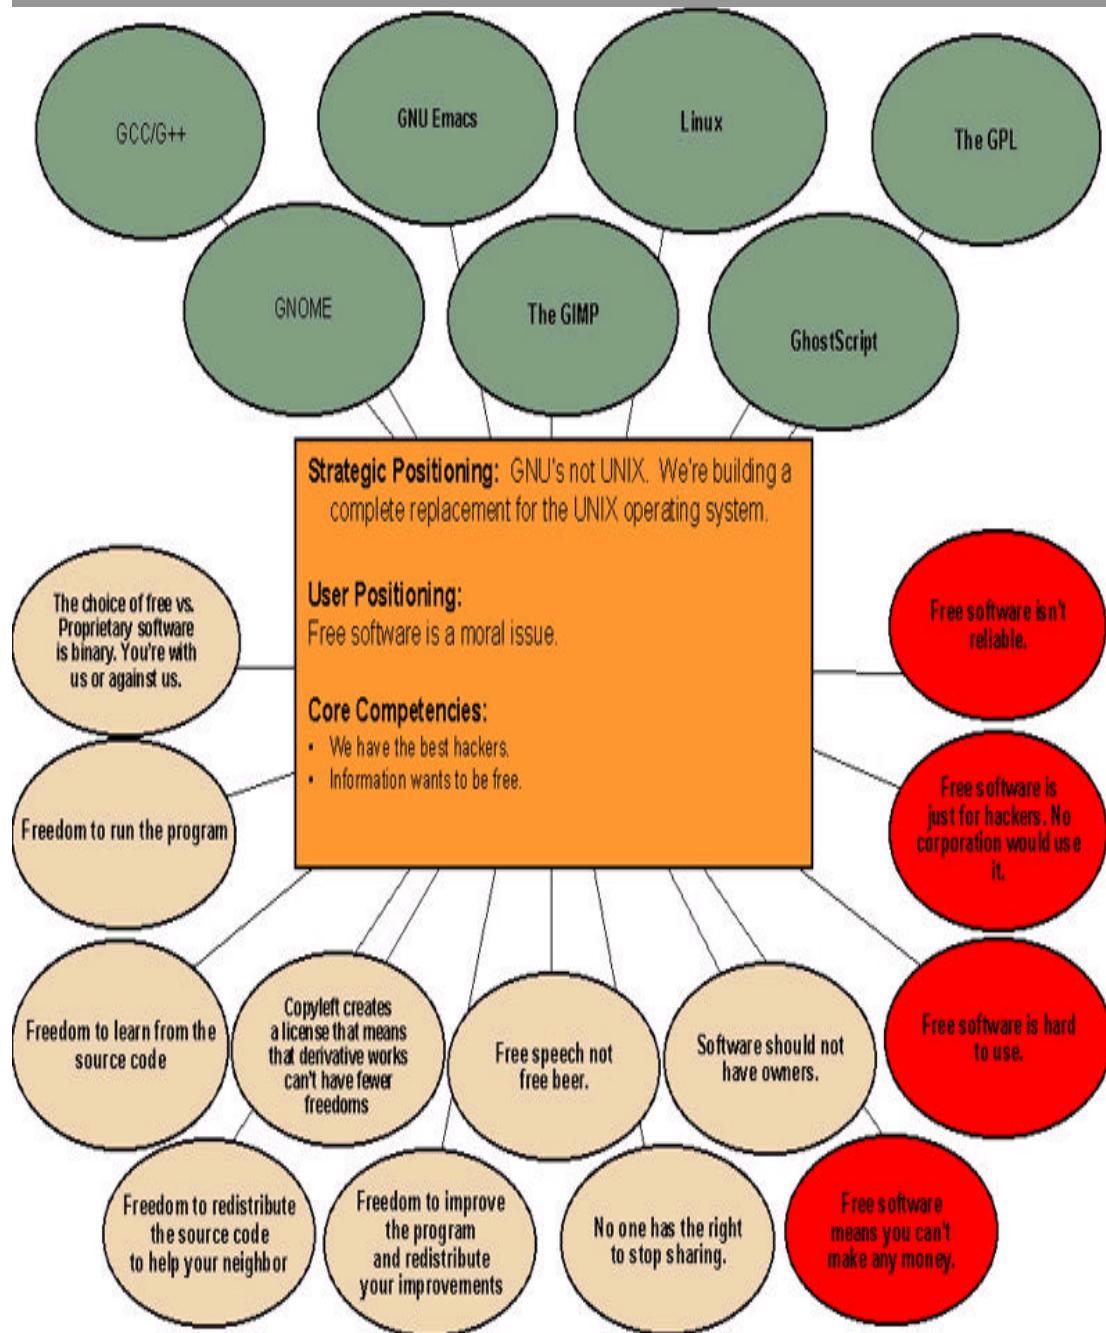 GCC/G++
GNU Emacs
Linux
The GPL
GNOME
The GIMP
GhostScript
Strategic Positioning: GNU's not UNIX. We're building a
complete replacement for the UNIX operating system.
User Positioning:
Free software is a moral issue.
Core Competencies:
• We have the best hackers.
• Information wants to be free.
The choice of free vs.
Proprietary software
is binary. You're with
us or against us.
Free software isn't
reliable.
Freedom to run the program
Free software is
just for hackers. No
corporation would use
it.
Freedom to learn from the
source code
Copyleft creates
a license that means
that derivative works
can't have fewer
freedoms
Free speech not
free beer.
Software should not
have owners.
Free software is hard
to use.
Freedom to redistribute
the source code
to help your neighbor
Freedom to improve
the program
and redistribute
your improvements
No one has the right
to stop sharing.
Free software
means you can't
make any money.